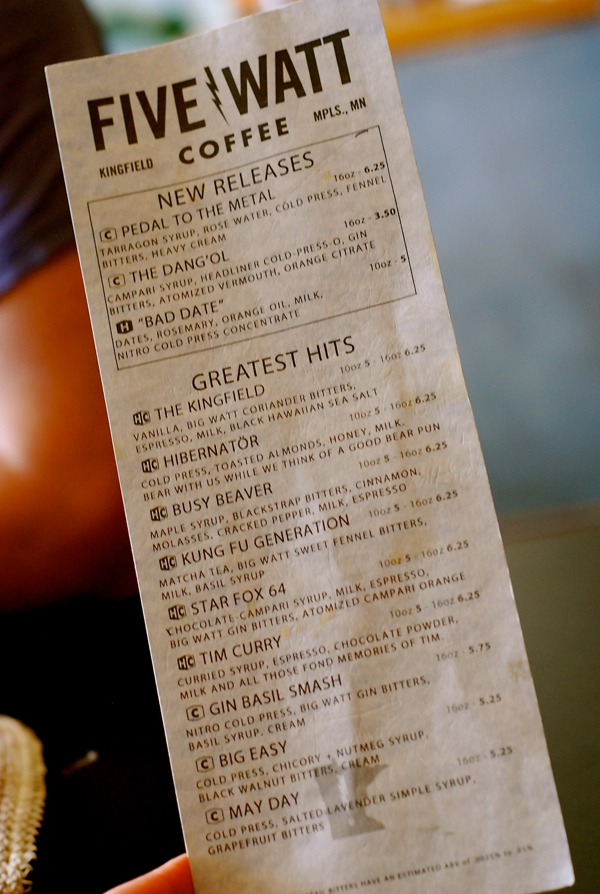 FIVE WATT
COFFEE
KINGFIELD
MPLS., MN
NEW RELEASES
C PEDAL TO THE METAL 16oz - 6.25
TARRAGON SYRUP, ROSE WATER, COLD PRESS, FENNEL
BITTERS, HEAVY CREAM
C THE DANG'OL 16oz - 3.50
CAMPARI SYRUP, HEADLINER COLD-PRESS-O, GIN
BITTERS, ATOMIZED VERMOUTH, ORANGE CITRATE
H "BAD DATE" 10oz - 5
DATES, ROSEMARY, ORANGE OIL, MILK,
NITRO COLD PRESS CONCENTRATE
GREATEST HITS
HC THE KINGFIELD 10oz 5 - 16oz 6.25
VANILLA, BIG WATT CORIANDER BITTERS,
ESPRESSO, MILK, BLACK HAWAIIAN SEA SALT
HC HIBERNATÖR 10oz 5 - 16oz 6.25
COLD PRESS, TOASTED ALMONDS, HONEY, MILK.
BEAR WITH US WHILE WE THINK OF A GOOD BEAR PUN
HC BUSY BEAVER 10oz 5 - 16oz 6.25
MAPLE SYRUP, BLACKSTRAP BITTERS, CINNAMON,
MOLASSES, CRACKED PEPPER, MILK, ESPRESSO
HC KUNG FU GENERATION 10oz 5 - 16oz 6.25
MATCHA TEA, BIG WATT SWEET FENNEL BITTERS,
MILK, BASIL SYRUP
HC STAR FOX 64 10oz 5 - 16oz 6.25
CHOCOLATE-CAMPARI SYRUP, MILK, ESPRESSO,
BIG WATT GIN BITTERS, ATOMIZED CAMPARI ORANGE
HC TIM CURRY 10oz 5 - 16oz 6.25
CURRIED SYRUP, ESPRESSO, CHOCOLATE POWDER,
MILK AND ALL THOSE FOND MEMORIES OF TIM.
C GIN BASIL SMASH 16oz - 5.75
NITRO COLD PRESS, BIG WATT GIN BITTERS,
BASIL SYRUP, CREAM
C BIG EASY 16oz - 5.25
COLD PRESS, CHICORY + NUTMEG SYRUP,
BLACK WALNUT BITTERS, CREAM
C MAY DAY 16oz - 5.25
COLD PRESS, SALTED-LAVENDER SIMPLE SYRUP,
GRAPEFRUIT BITTERS
BITTERS HAVE AN ESTIMATED ABV OF .0025% to .01%